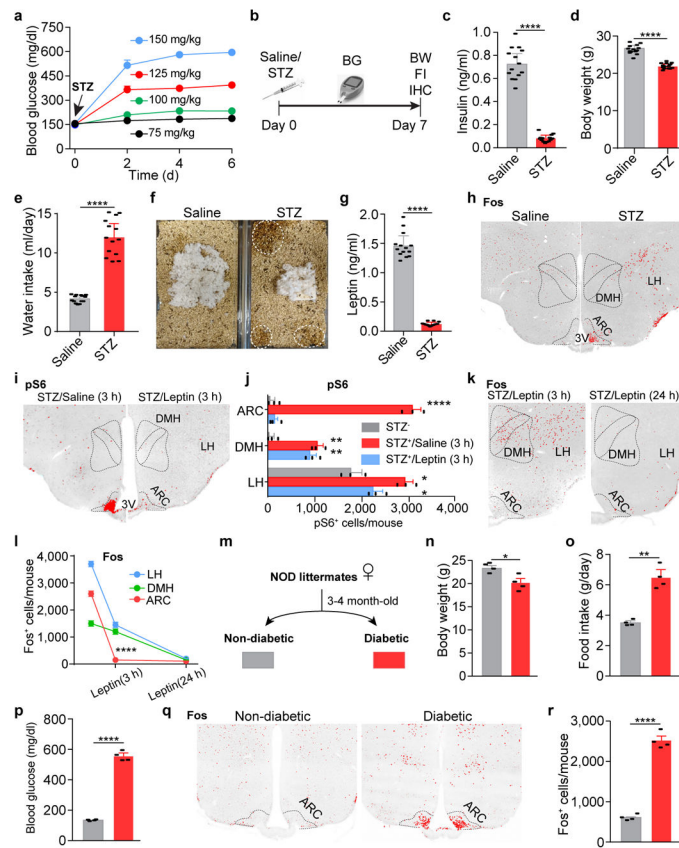 a
Blood glucose (mg/dl)
750
600
450
300
150
0
STZ
150 mg/kg
125 mg/kg
100 mg/kg
75 mg/kg
0 2 4 6
Time (d)
b
Saline/
STZ
BG
BW
FI
IHC
Day 0
Day 7
c
Insulin (ng/ml)
1.0
0.8
0.6
0.4
0.2
0.0
****
Saline
STZ
d
Body weight (g)
30
20
10
0
****
Saline
STZ
e
Water intake (ml/day)
15
10
5
0
****
Saline
STZ
f
Saline
STZ
g
Leptin (ng/ml)
2.0
1.5
1.0
0.5
0.0
****
Saline
STZ
h Fos
Saline
STZ
LH
DMH
ARC
3V
i pS6
STZ/Saline (3 h)
STZ/Leptin (3 h)
DMH
LH
ARC
3V
j
pS6
ARC
DMH
LH
****
**
**
*
*
STZ-
STZ+/Saline (3 h)
STZ+/Leptin (3 h)
0 1,000 2,000 3,000 4,000
pS6+ cells/mouse
k Fos
STZ/Leptin (3 h)
STZ/Leptin (24 h)
DMH LH
DMH LH
ARC
ARC
l
Fos
Fos+ cells/mouse
4,000
3,000
2,000
1,000
0
LH
DMH
ARC
****
Leptin(3 h)
Leptin(24 h)
m
NOD littermates ♀
3-4 month-old
Non-diabetic
Diabetic
n
Body weight (g)
25
20
15
10
5
0
*
o
Food intake (g/day)
8
6
4
2
0
**
p
Blood glucose (mg/dl)
800
600
400
200
0
****
q Fos
Non-diabetic
Diabetic
ARC
ARC
r
Fos+ cells/mouse
3,000
2,000
1,000
0
****